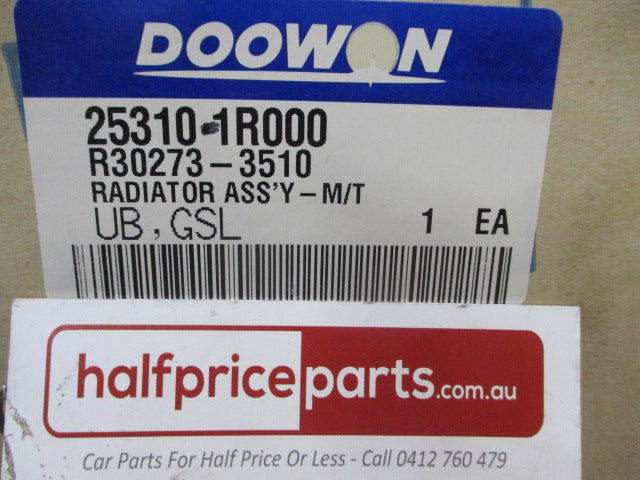 DOOWON
25310-1R000
R30273-3510
RADIATOR ASS'Y-M/T
UB,GSL 1 EA
halfpriceparts.com.au
Car Parts For Half Price Or Less - Call 0412 760 479